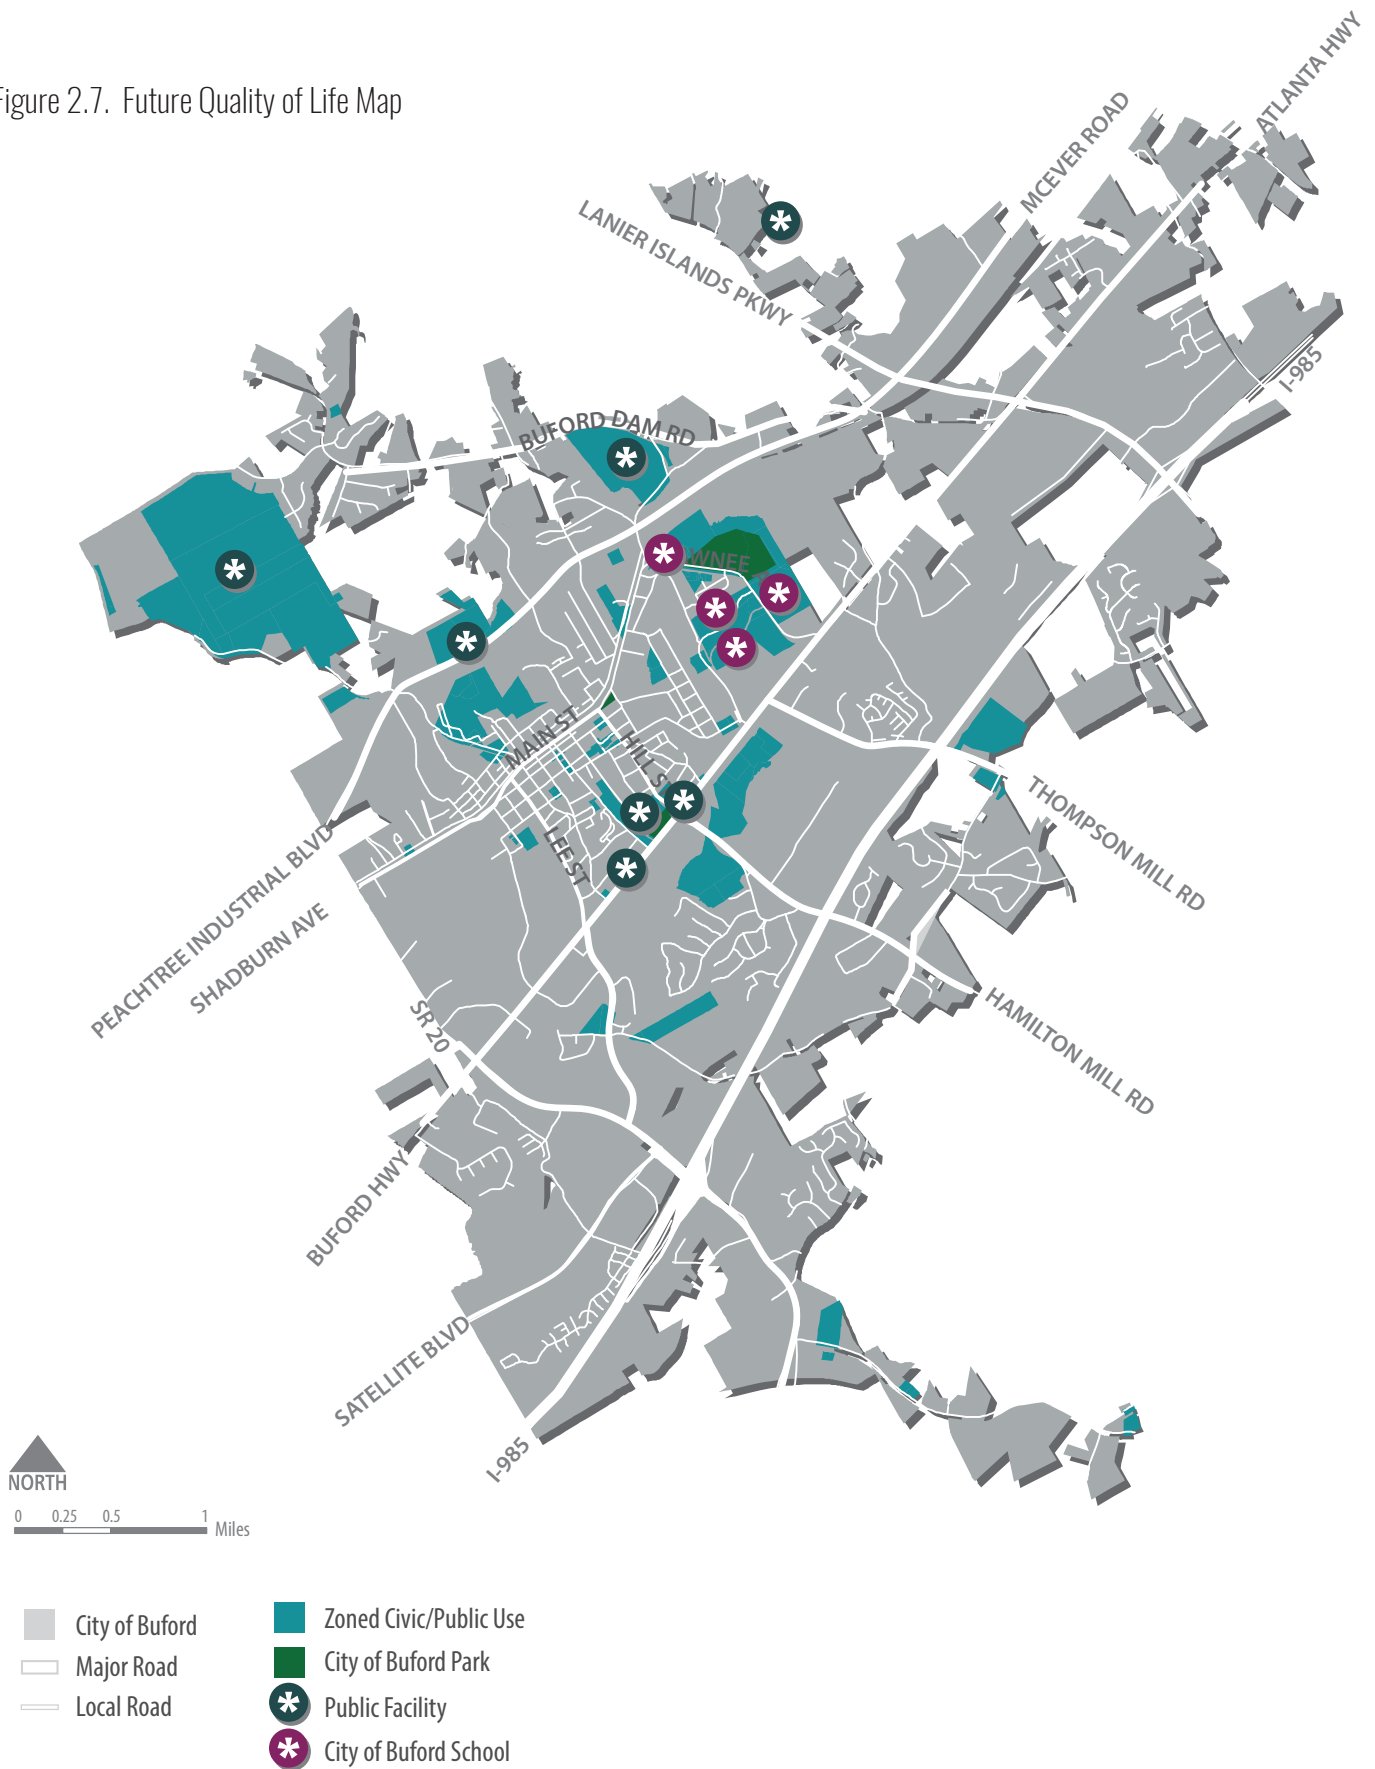 Figure 2.7. Future Quality of Life Map
ATLANTA HWY
MCEVER ROAD
LANIER ISLANDS PKWY
I-985
BUFORD DAM RD
WNEE
MAIN ST
HILL S
LEE ST
THOMPSON MILL RD
PEACHTREE INDUSTRIAL BLVD
SHADBURN AVE
SR 20
HAMILTON MILL RD
BUFORD HWY
SATELLITE BLVD
I-985
NORTH
0 0.25 0.5 1 Miles
City of Buford
Major Road
Local Road
Zoned Civic/Public Use
City of Buford Park
Public Facility
City of Buford School